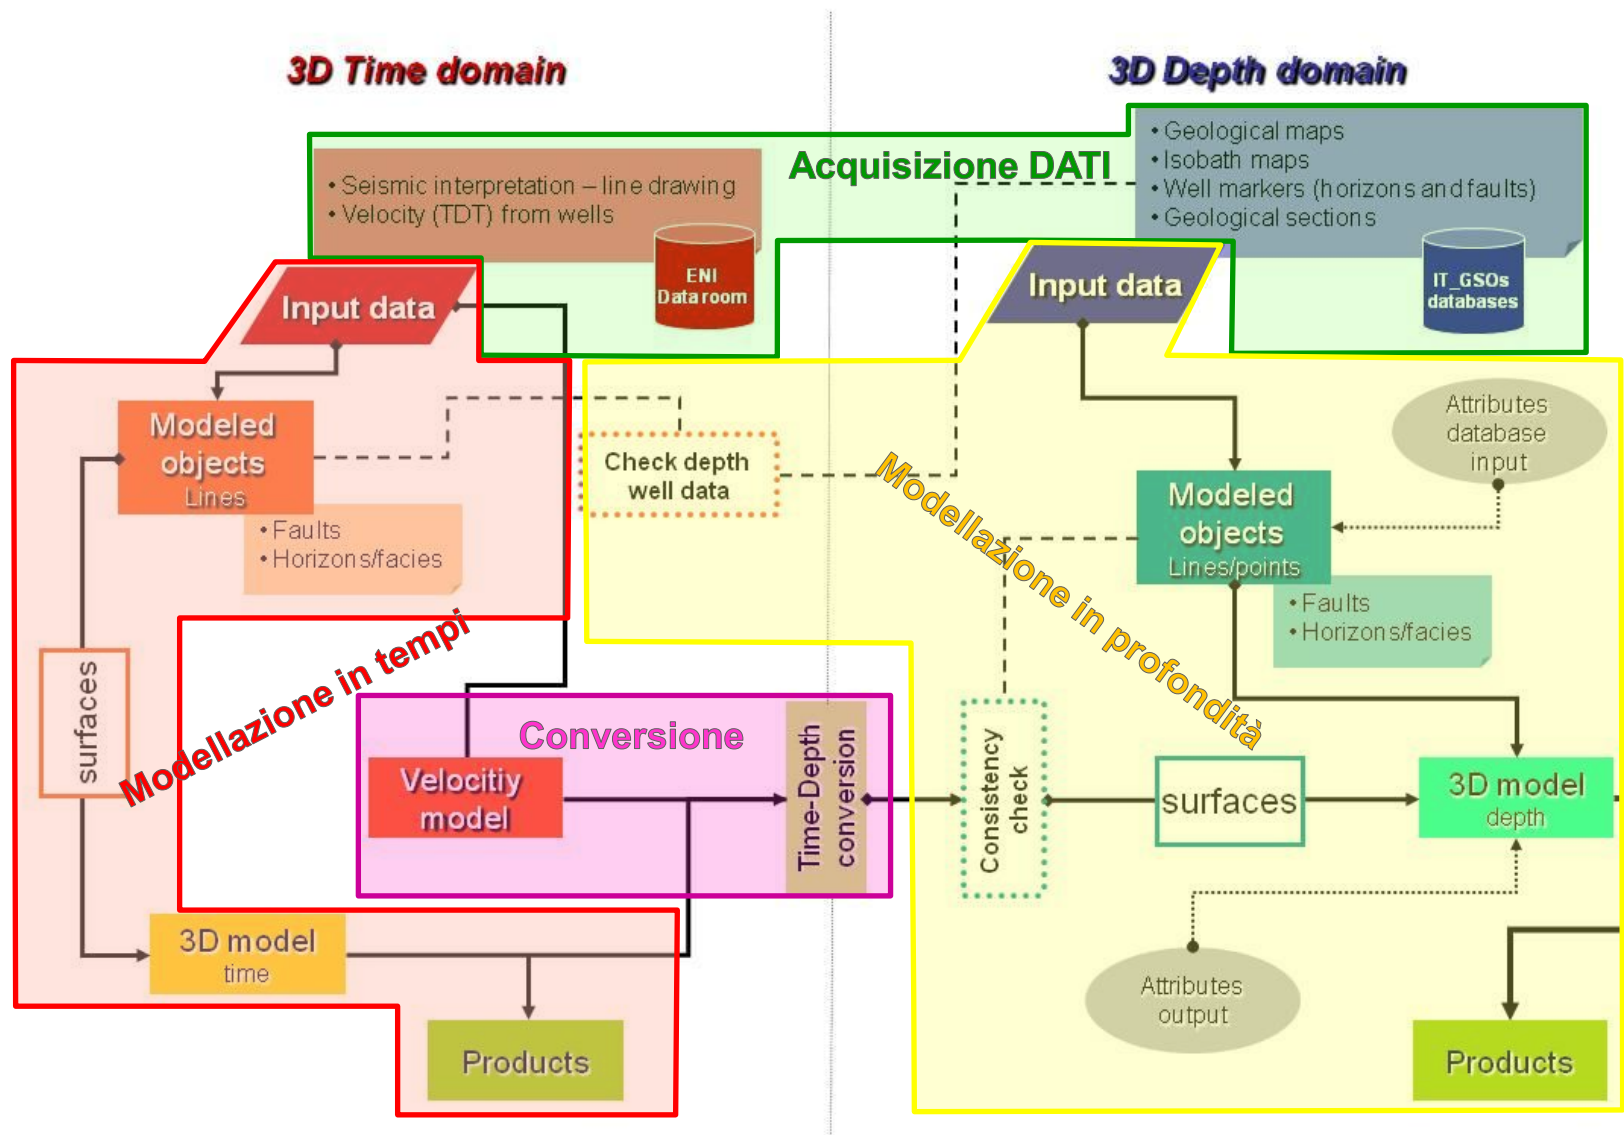 3D Time domain
3D Depth domain
Acquisizione DATI
• Seismic interpretation – line drawing
• Velocity (TDT) from wells
ENI
Data room
• Geological maps
• Isobath maps
• Well markers (horizons and faults)
• Geological sections
IT_GSOs
databases
Input data
Input data
Modeled
objects
Lines
• Faults
• Horizons/facies
Check depth
well data
Attributes
database
input
Modeled
objects
Lines/points
• Faults
• Horizons/facies
Modellazione in tempi
Modellazione in profondità
surfaces
Conversione
Velocitiy
model
Time-Depth
conversion
Consistency
check
surfaces
3D model
depth
3D model
time
Products
Attributes
output
Products